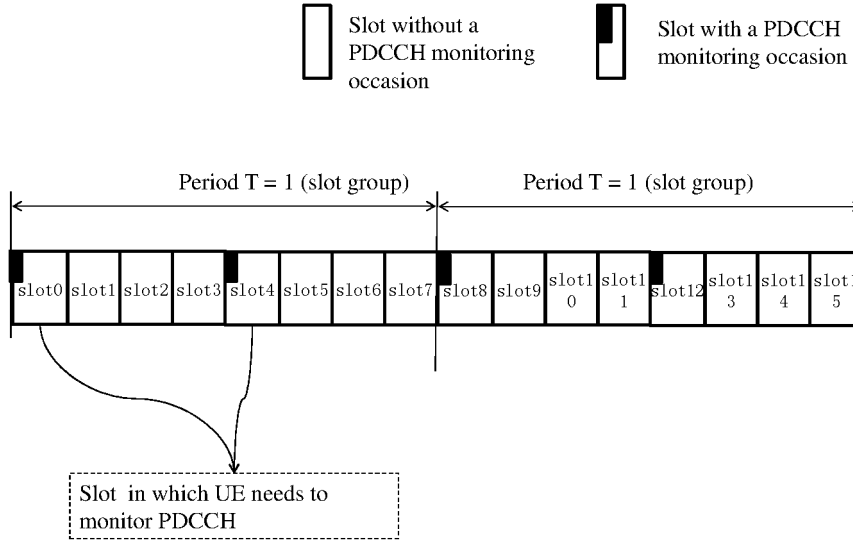 Slot without a
PDCCH monitoring
occasion
Slot with a PDCCH
monitoring occasion
Period T = 1 (slot group)
Period T = 1 (slot group)
slot0
slot1
slot2
slot3
slot4
slot5
slot6
slot7
slot8
slot9
slot1
0
slot1
1
slot12
slot1
3
slot1
4
slot1
5
Slot in which UE needs to
monitor PDCCH